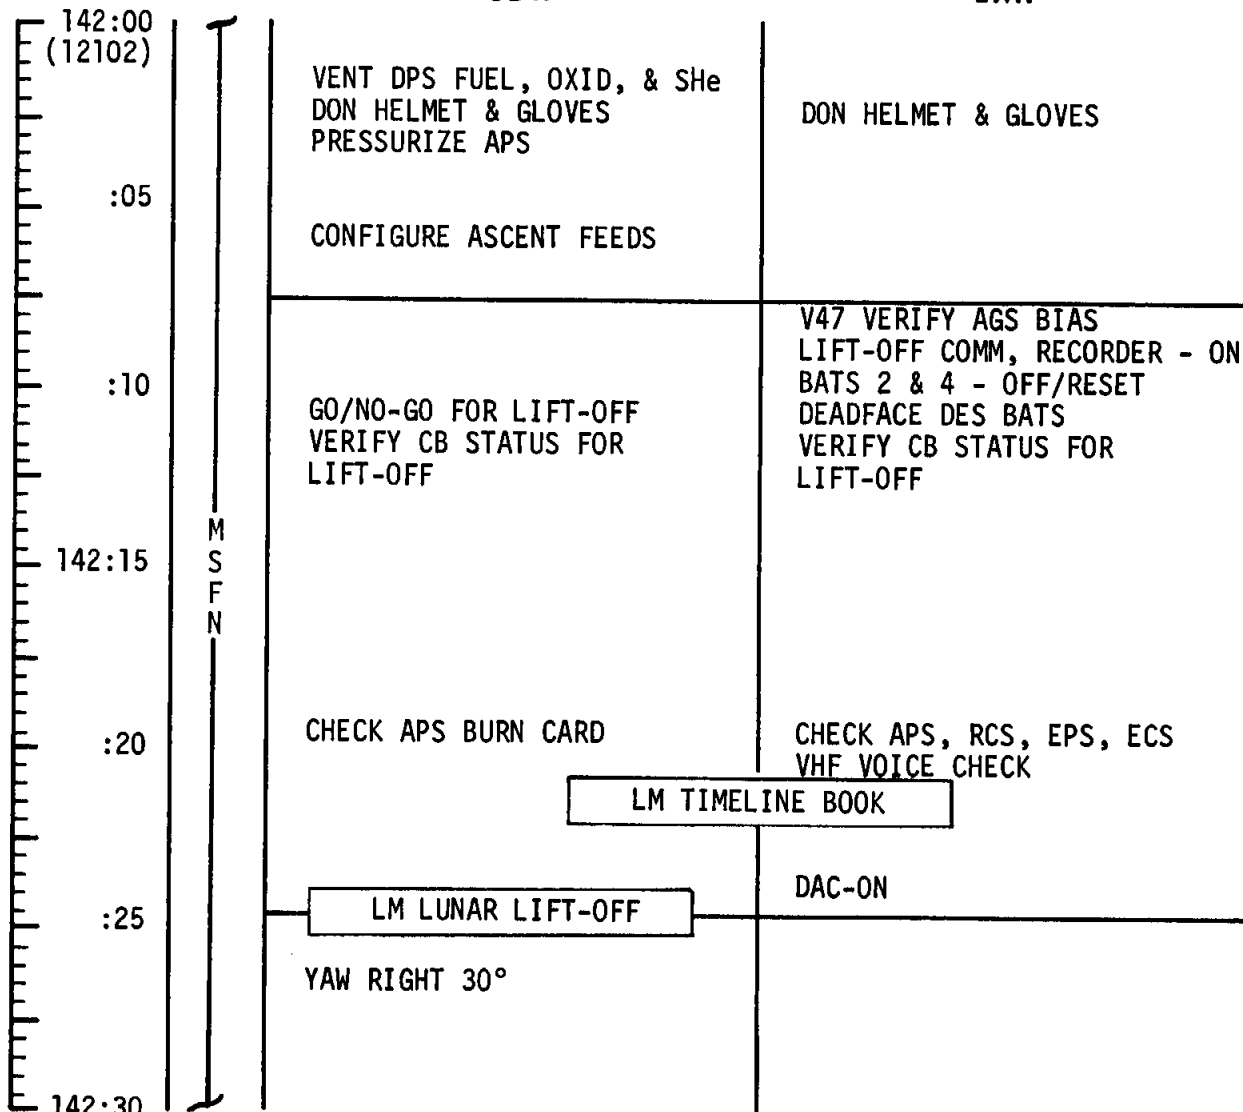 142:00
(12102)
VENT DPS FUEL, OXID, & SHe
DON HELMET & GLOVES
PRESSURIZE APS
DON HELMET & GLOVES
:05
CONFIGURE ASCENT FEEDS
V47 VERIFY AGS BIAS
LIFT-OFF COMM, RECORDER - ON
BATS 2 & 4 - OFF/RESET
DEADFACE DES BATS
VERIFY CB STATUS FOR
LIFT-OFF
:10
GO/NO-GO FOR LIFT-OFF
VERIFY CB STATUS FOR
LIFT-OFF
MSFN
142:15
:20
CHECK APS BURN CARD
CHECK APS, RCS, EPS, ECS
VHF VOICE CHECK
LM TIMELINE BOOK
DAC-ON
:25
LM LUNAR LIFT-OFF
YAW RIGHT 30°
142:30